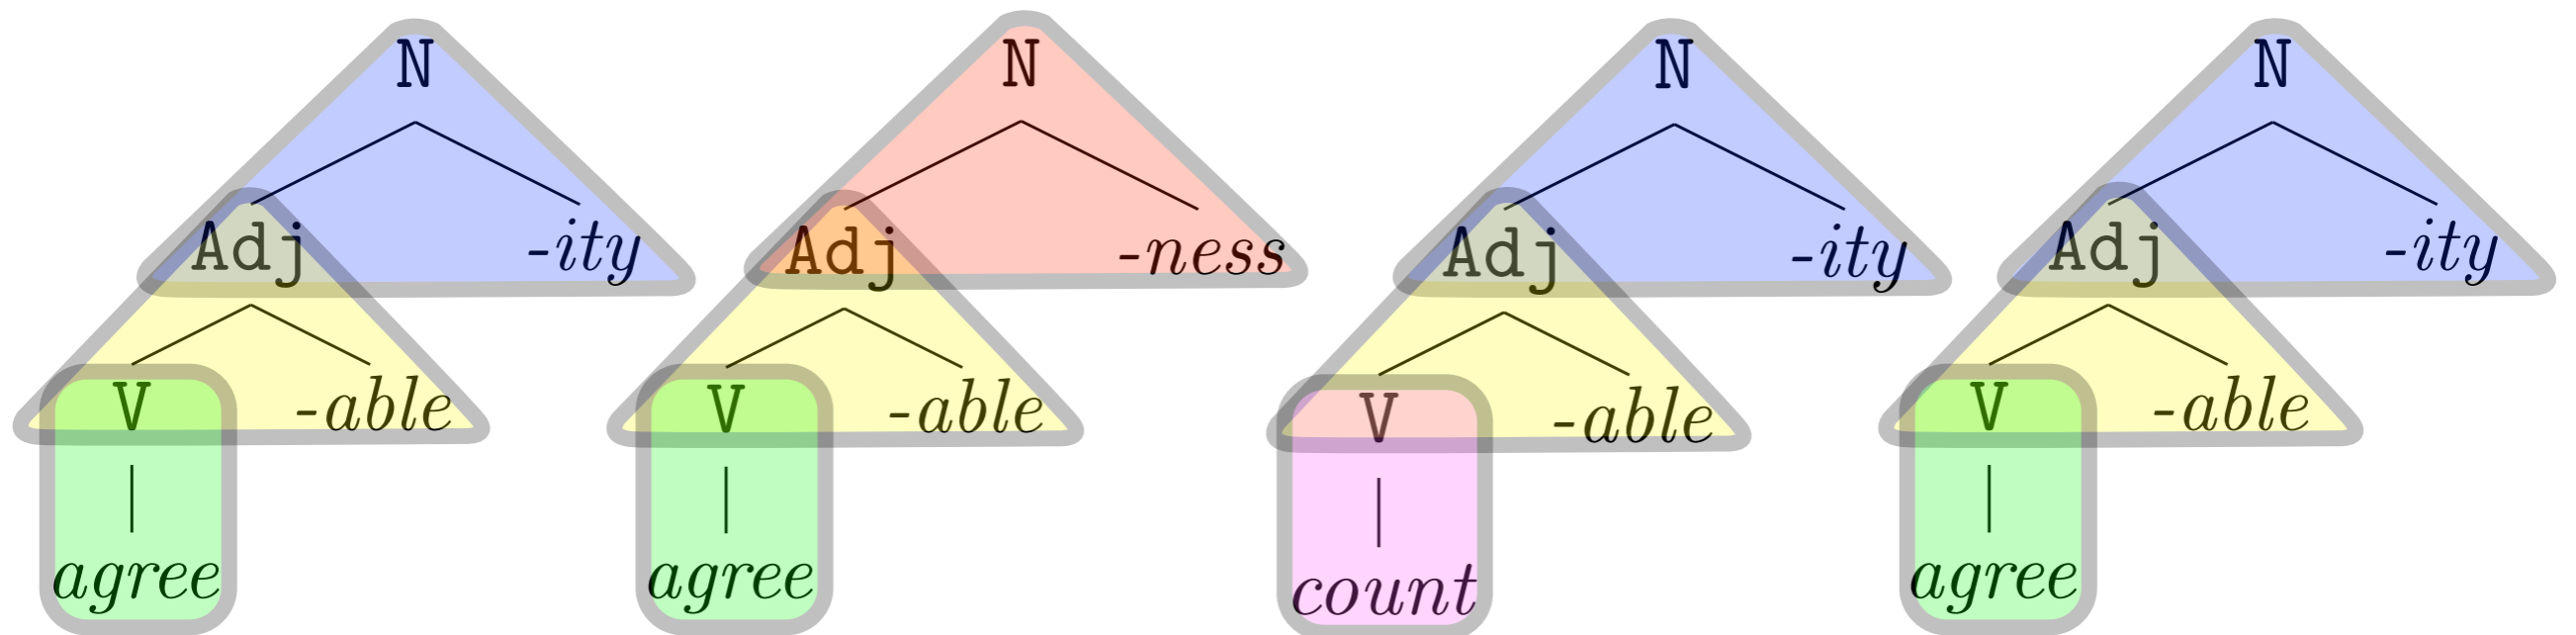 N N N N
Adj -ity Adj -ness Adj -ity Adj -ity
V -able V -able V -able V -able
agree agree count agree